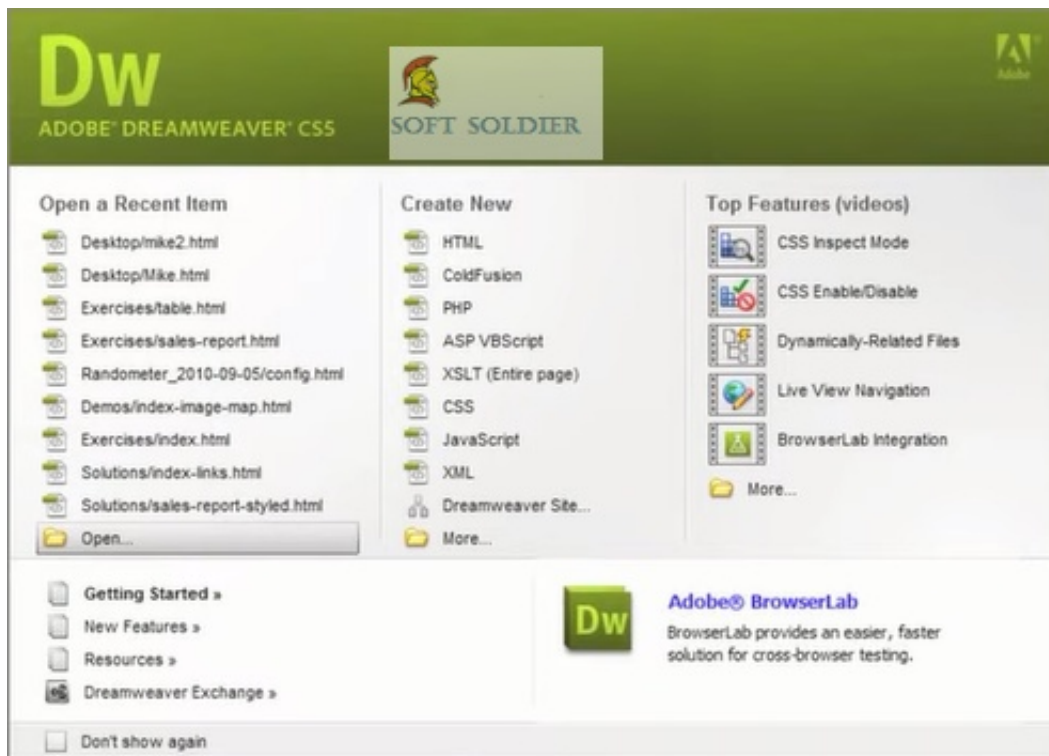 Dw
ADOBE® DREAMWEAVER® CS5
SOFT SOLDIER
Adobe
Open a Recent Item
Desktop/mike2.html
Desktop/Mike.html
Exercises/table.html
Exercises/sales-report.html
Randometer_2010-09-05/config.html
Demos/index-image-map.html
Exercises/index.html
Solutions/index-links.html
Solutions/sales-report-styled.html
Open...
Create New
HTML
ColdFusion
PHP
ASP VBScript
XSLT (Entire page)
CSS
JavaScript
XML
Dreamweaver Site...
More...
Top Features (videos)
CSS Inspect Mode
CSS Enable/Disable
Dynamically-Related Files
Live View Navigation
BrowserLab Integration
More...
Getting Started »
New Features »
Resources »
Dreamweaver Exchange »
Dw
Adobe® BrowserLab
BrowserLab provides an easier, faster
solution for cross-browser testing.
Don't show again